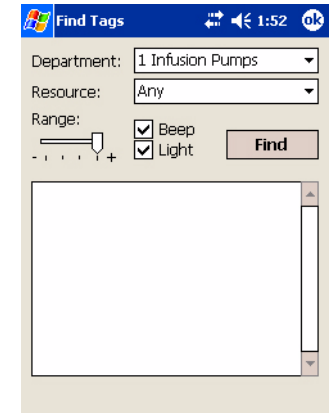 Find Tags 1:52 ok
Department: 1 Infusion Pumps
Resource: Any
Range:
Beep
Light Find
- +